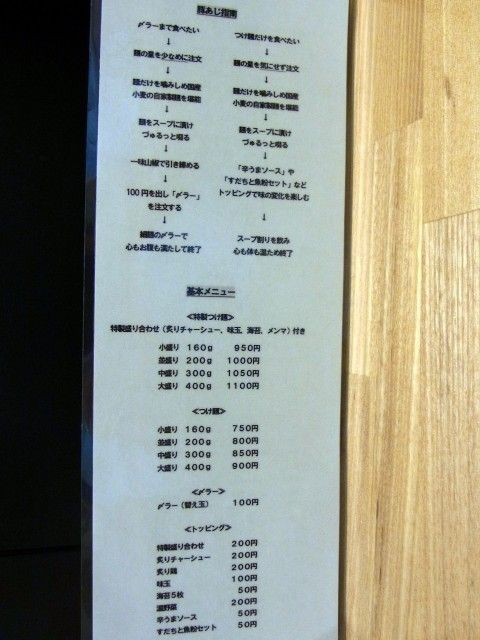 豚あじ指南
〆ラーまで食べたい
↓
麺の量を少なめに注文
↓
麺だけを噛みしめ国産
小麦の自家製麺を堪能
↓
麺をスープに漬け
づゅるっと啜る
↓
一味山椒で引き締める
↓
100円を出し「〆ラー」
を注文する
↓
細麺の〆ラーで
心もお腹も満たして終了
つけ麺だけを食べたい
↓
麺の量を気にせず注文
↓
麺だけを噛みしめ国産
小麦の自家製麺を堪能
↓
麺をスープに漬け
づゅるっと啜る
↓
「辛うまソース」や
「すだちと魚粉セット」など
トッピングで味の変化を楽しむ
↓
スープ割りを飲み
心も体も温ため終了
基本メニュー
≪特製つけ麺≫
特製盛り合わせ（炙りチャーシュー、味玉、海苔、メンマ）付き
小盛り 160g 950円
並盛り 200g 1000円
中盛り 300g 1050円
大盛り 400g 1100円
≪つけ麺≫
小盛り 160g 750円
並盛り 200g 800円
中盛り 300g 850円
大盛り 400g 900円
≪〆ラー≫
〆ラー（替え玉） 100円
≪トッピング≫
特製盛り合わせ 200円
炙りチャーシュー 200円
炙り鶏 200円
味玉 100円
海苔5枚 50円
温野菜 200円
辛うまソース 50円
すだちと魚粉セット 50円